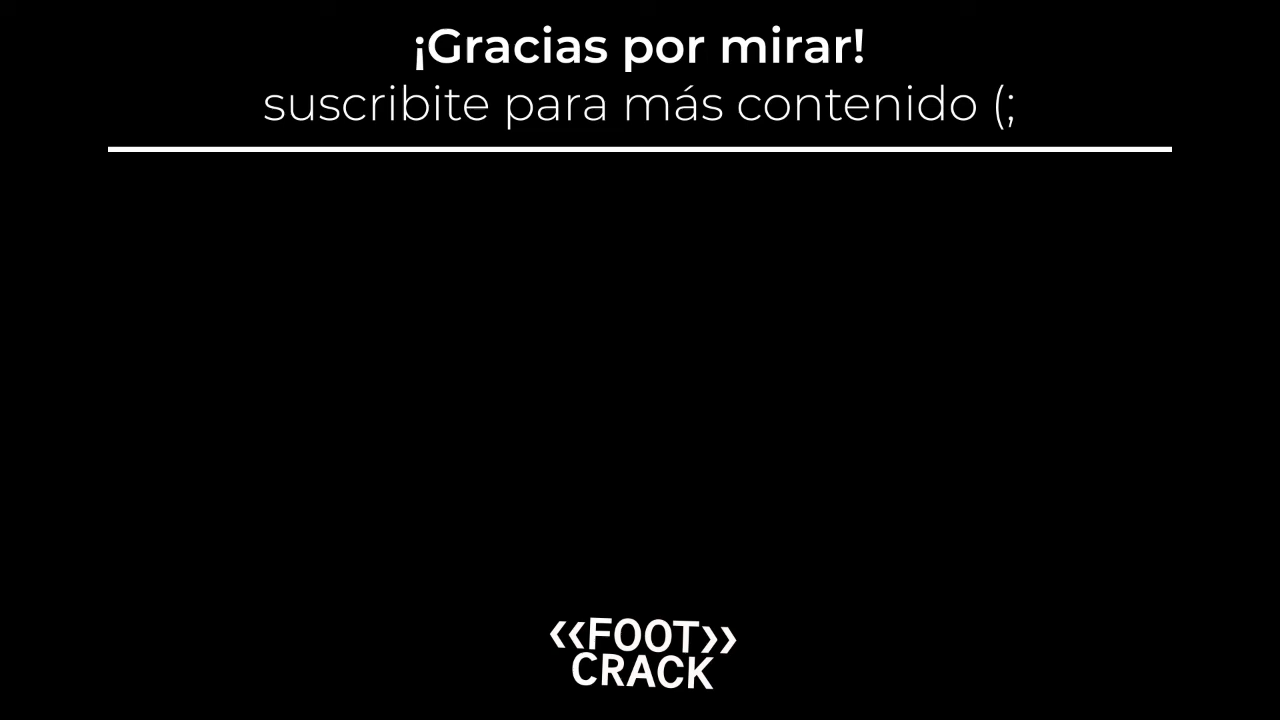 ¡Gracias por mirar!
suscribite para más contenido (;
‹‹FOOT››
CRACK